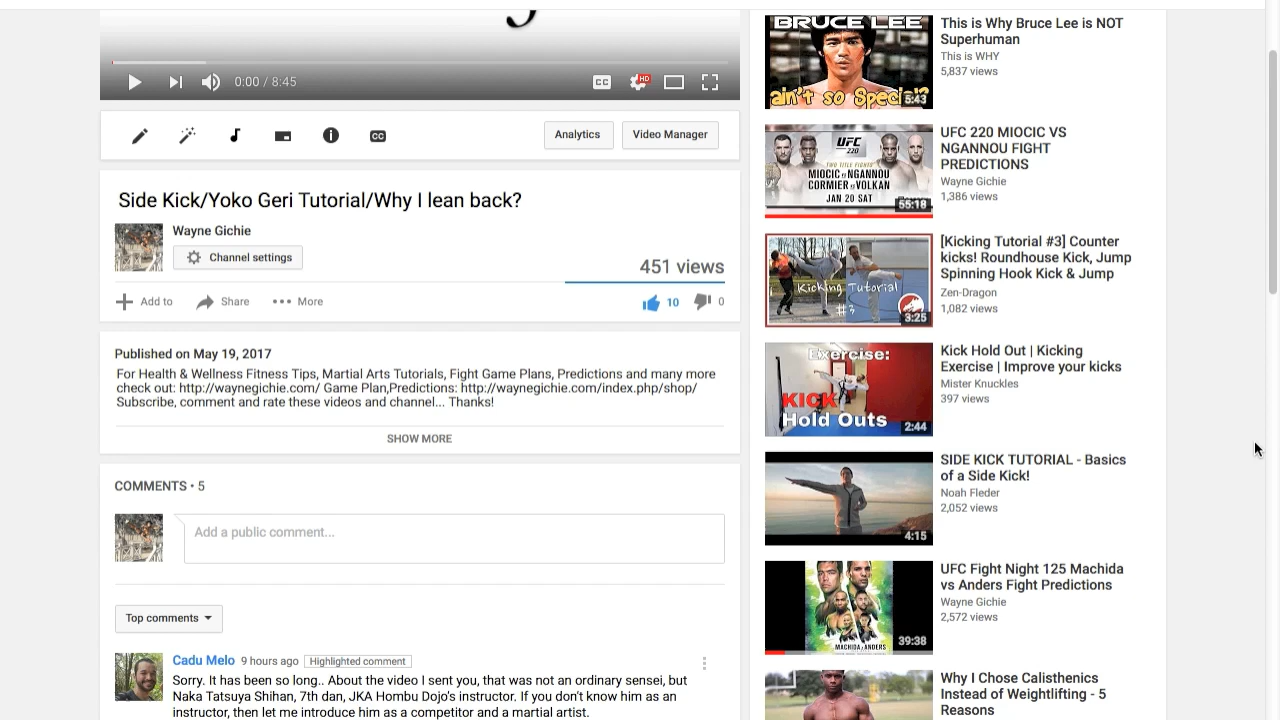 0:00 / 8:45
CC
HD
Analytics
Video Manager
Side Kick/Yoko Geri Tutorial/Why I lean back?
Wayne Gichie
Channel settings
451 views
Add to
Share
More
10
0
Published on May 19, 2017
For Health & Wellness Fitness Tips, Martial Arts Tutorials, Fight Game Plans, Predictions and many more
check out: http://waynegichie.com/ Game Plan,Predictions: http://waynegichie.com/index.php/shop/
Subscribe, comment and rate these videos and channel... Thanks!
SHOW MORE
COMMENTS • 5
Add a public comment...
Top comments
Cadu Melo 9 hours ago Highlighted comment
Sorry. It has been so long.. About the video I sent you, that was not an ordinary sensei, but
Naka Tatsuya Shihan, 7th dan, JKA Hombu Dojo's instructor. If you don't know him as an
instructor, then let me introduce him as a competitor and a martial artist.
BRUCE LEE
ain't so Special?
5:43
This is Why Bruce Lee is NOT
Superhuman
This is WHY
5,837 views
UFC
220
TWO TITLE FIGHTS
MIOCIC vs NGANNOU
CORMIER vs VOLKAN
JAN 20 SAT
55:18
UFC 220 MIOCIC VS
NGANNOU FIGHT
PREDICTIONS
Wayne Gichie
1,386 views
Kicking Tutorial
#3
3:25
[Kicking Tutorial #3] Counter
kicks! Roundhouse Kick, Jump
Spinning Hook Kick & Jump
Zen-Dragon
1,082 views
Exercise:
KICK
Hold Outs
2:44
Kick Hold Out | Kicking
Exercise | Improve your kicks
Mister Knuckles
397 views
4:15
SIDE KICK TUTORIAL - Basics
of a Side Kick!
Noah Fleder
2,052 views
MACHIDA vs ANDERS
39:38
UFC Fight Night 125 Machida
vs Anders Fight Predictions
Wayne Gichie
2,572 views
Why I Chose Calisthenics
Instead of Weightlifting - 5
Reasons